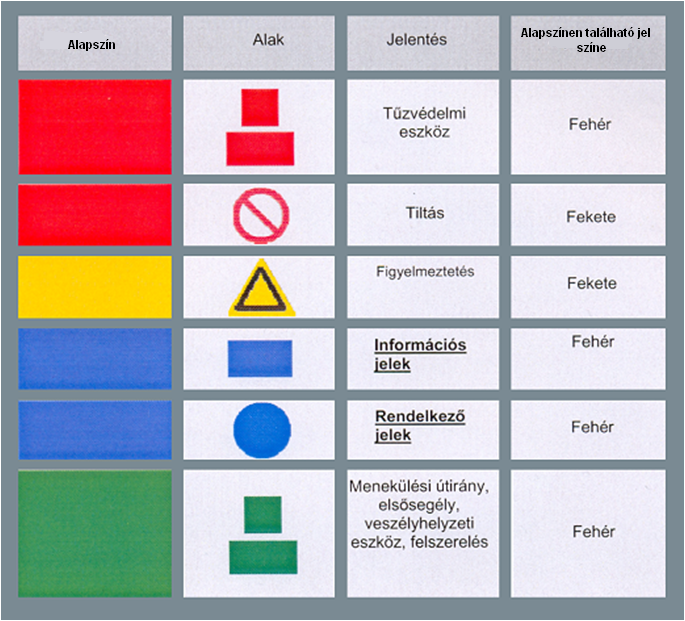 Alapszín
Alak
Jelentés
Alapszínen található jel
színe
Tűzvédelmi
eszköz
Fehér
Tiltás
Fekete
Figyelmeztetés
Fekete
Információs
jelek
Fehér
Rendelkező
jelek
Fehér
Menekülési útirány,
elsősegély,
veszélyhelyzeti
eszköz, felszerelés
Fehér